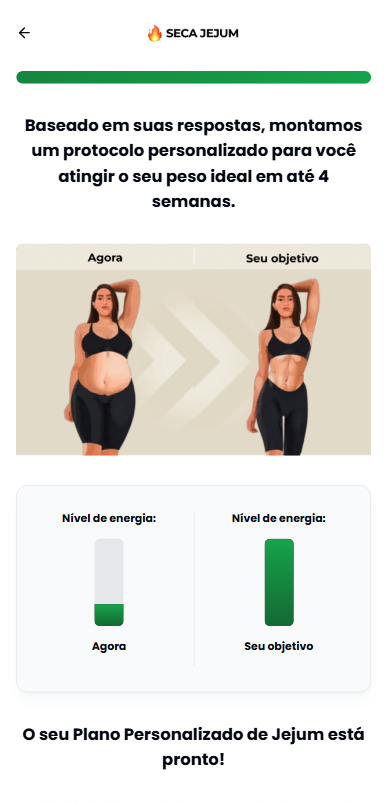 SECA JEJUM
Baseado em suas respostas, montamos
um protocolo personalizado para você
atingir o seu peso ideal em até 4
semanas.
Agora
Seu objetivo
Nível de energia:
Nível de energia:
Agora
Seu objetivo
O seu Plano Personalizado de Jejum está
pronto!